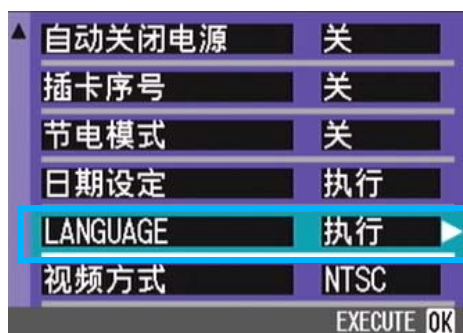 自动关闭电源 关
插卡序号 关
节电模式 关
日期设定 执行
LANGUAGE 执行
视频方式 NTSC
EXECUTE OK